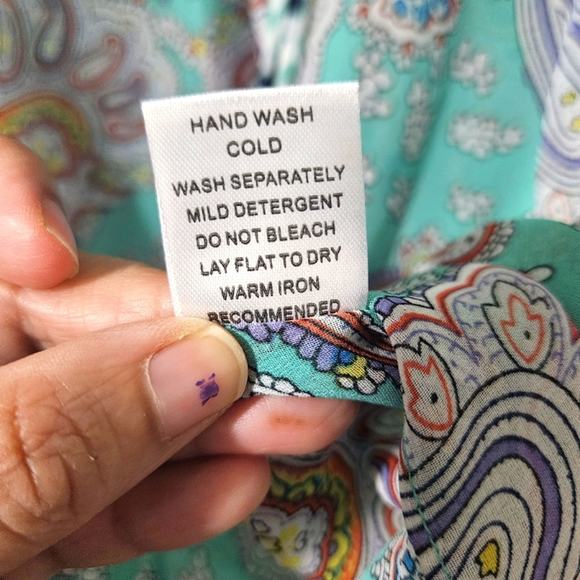 HAND WASH
COLD
WASH SEPARATELY
MILD DETERGENT
DO NOT BLEACH
LAY FLAT TO DRY
WARM IRON
RECOMMENDED